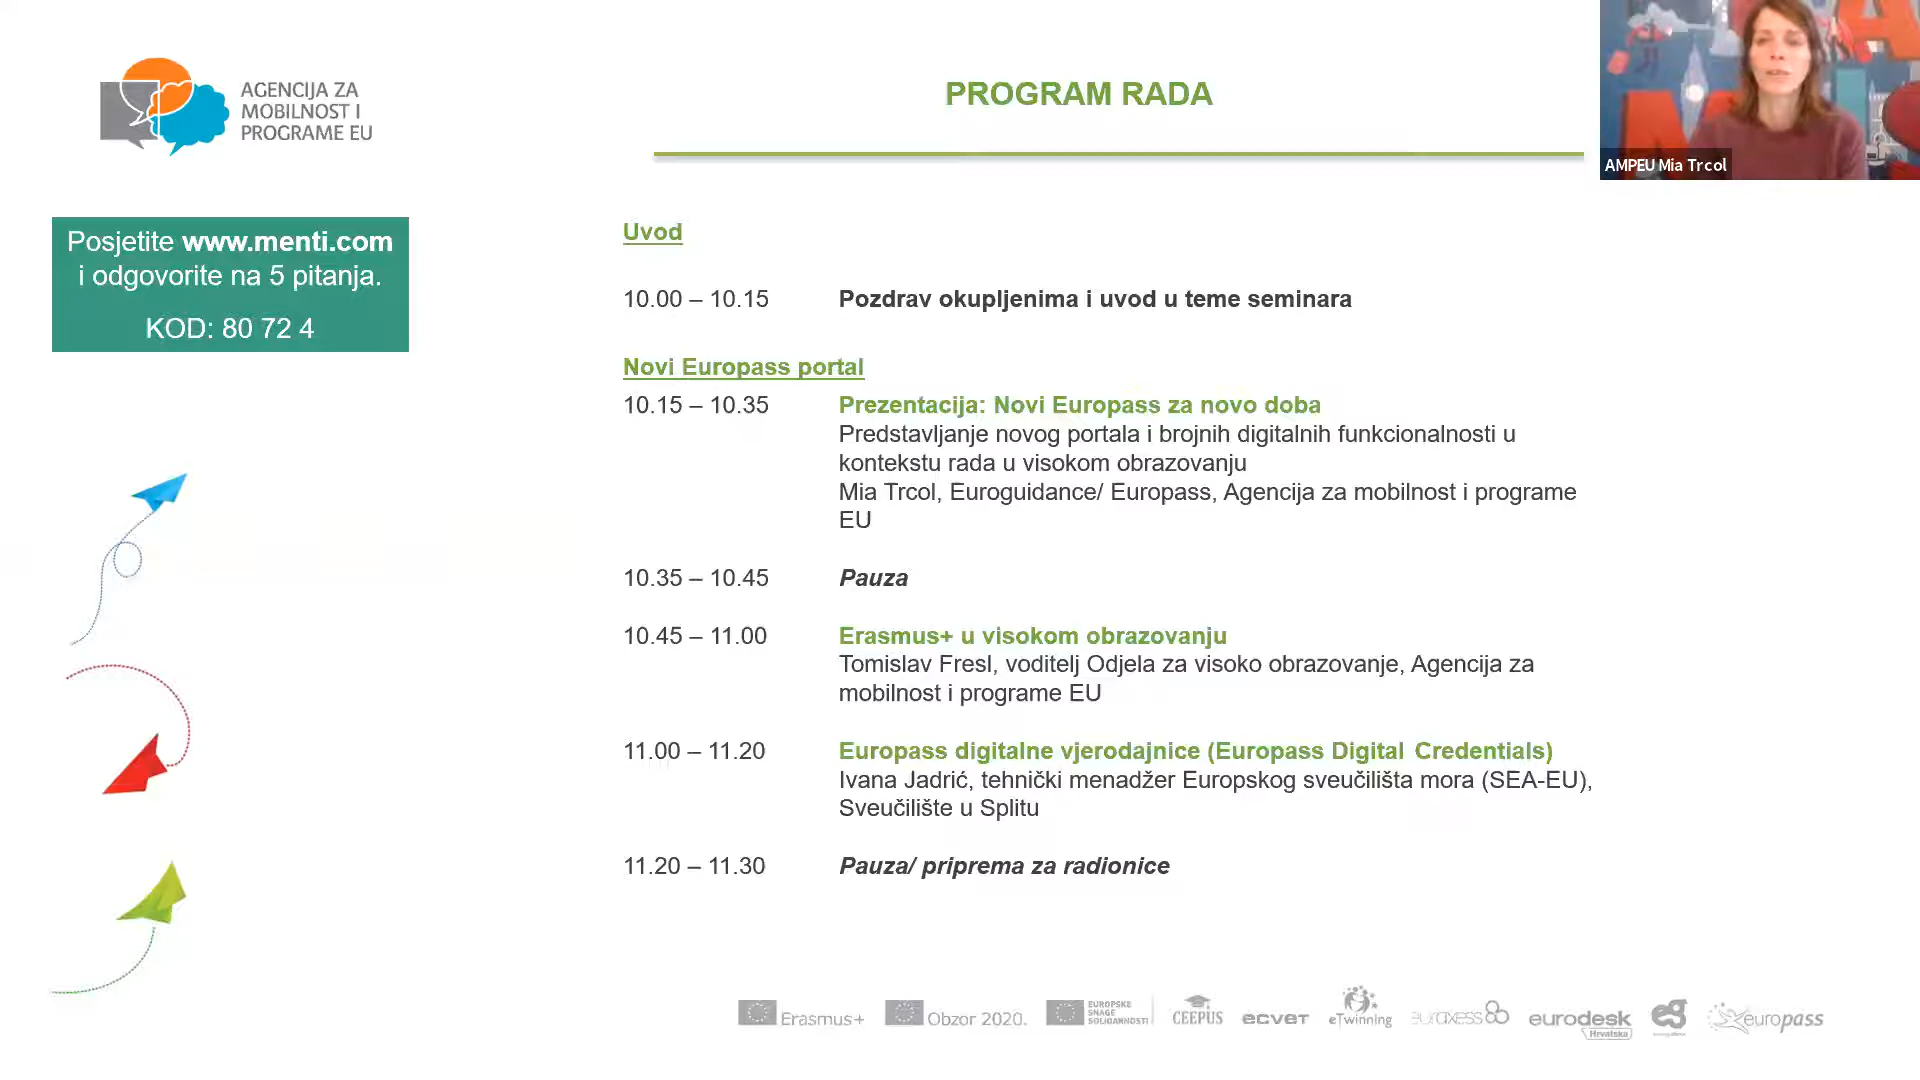 AGENCIJA ZA
MOBILNOST I
PROGRAME EU
PROGRAM RADA
AMPEU Mia Trcol
Posjetite www.menti.com
i odgovorite na 5 pitanja.
KOD: 80 72 4
Uvod
10.00 – 10.15 Pozdrav okupljenima i uvod u teme seminara
Novi Europass portal
10.15 – 10.35 Prezentacija: Novi Europass za novo doba
Predstavljanje novog portala i brojnih digitalnih funkcionalnosti u
kontekstu rada u visokom obrazovanju
Mia Trcol, Euroguidance/ Europass, Agencija za mobilnost i programe
EU
10.35 – 10.45 Pauza
10.45 – 11.00 Erasmus+ u visokom obrazovanju
Tomislav Fresl, voditelj Odjela za visoko obrazovanje, Agencija za
mobilnost i programe EU
11.00 – 11.20 Europass digitalne vjerodajnice (Europass Digital Credentials)
Ivana Jadrić, tehnički menadžer Europskog sveučilišta mora (SEA-EU),
Sveučilište u Splitu
11.20 – 11.30 Pauza/ priprema za radionice
Erasmus+
Obzor 2020.
EUROPSKE
SNAGE
SOLIDARNOSTI
CEEPUS
ecvet
eTwinning
euraxess
eurodesk
Hrvatska
eg
europass